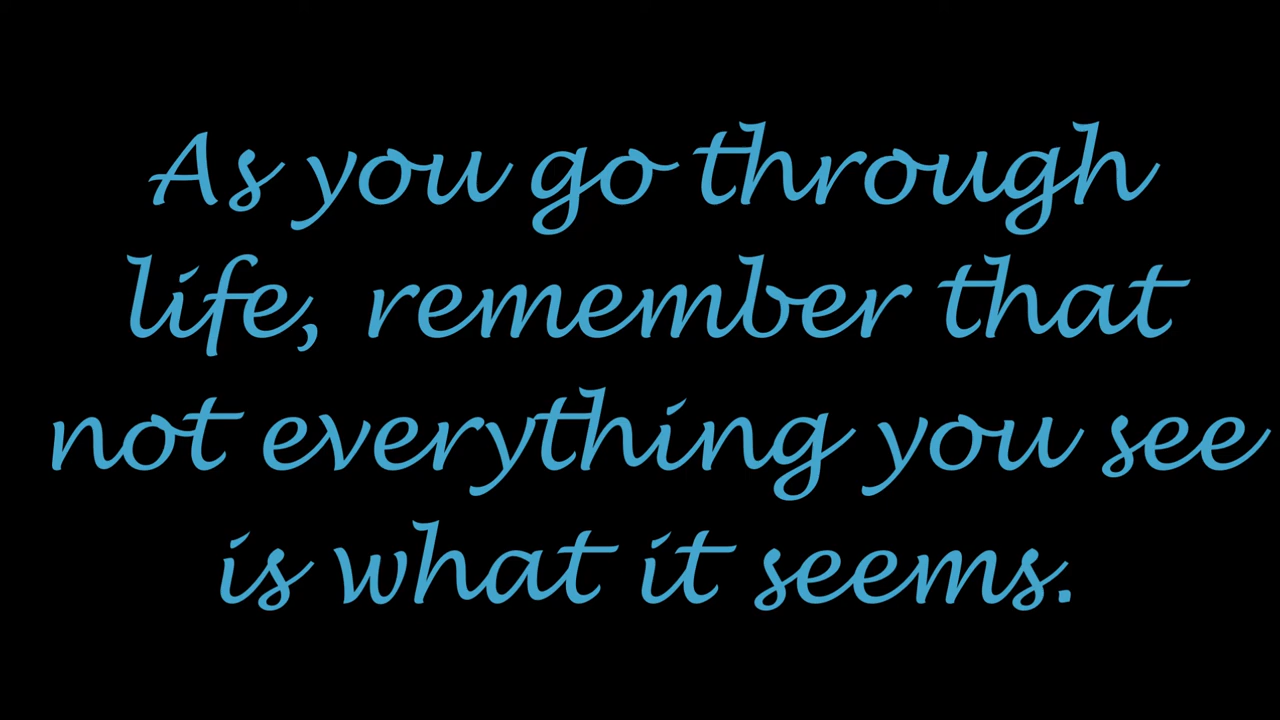 As you go through
life, remember that
not everything you see
is what it seems.